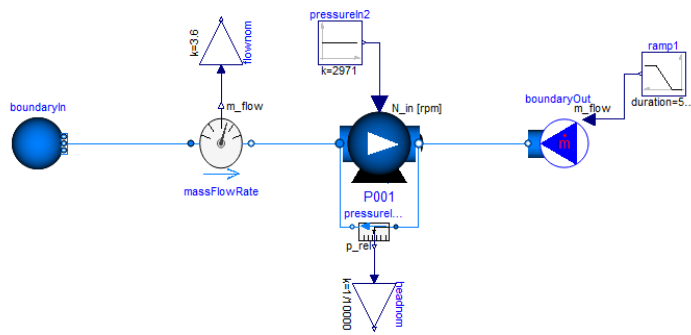 pressureIn2
k=3.6
flownom
ramp1
k=2971
boundaryIn
m_flow
N_in [rpm]
boundaryOut
m_flow
duration=5..
ṁ
massFlowRate
P001
pressureI...
p_rel
k=1/10000
headnom